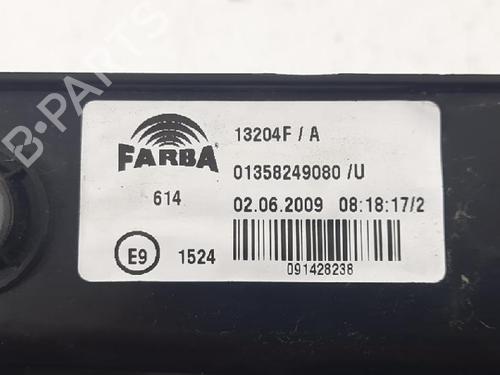 B-PARTS
FARBA
614
13204F / A
01358249080 /U
02.06.2009 08:18:17/2
E9 1524
091428238